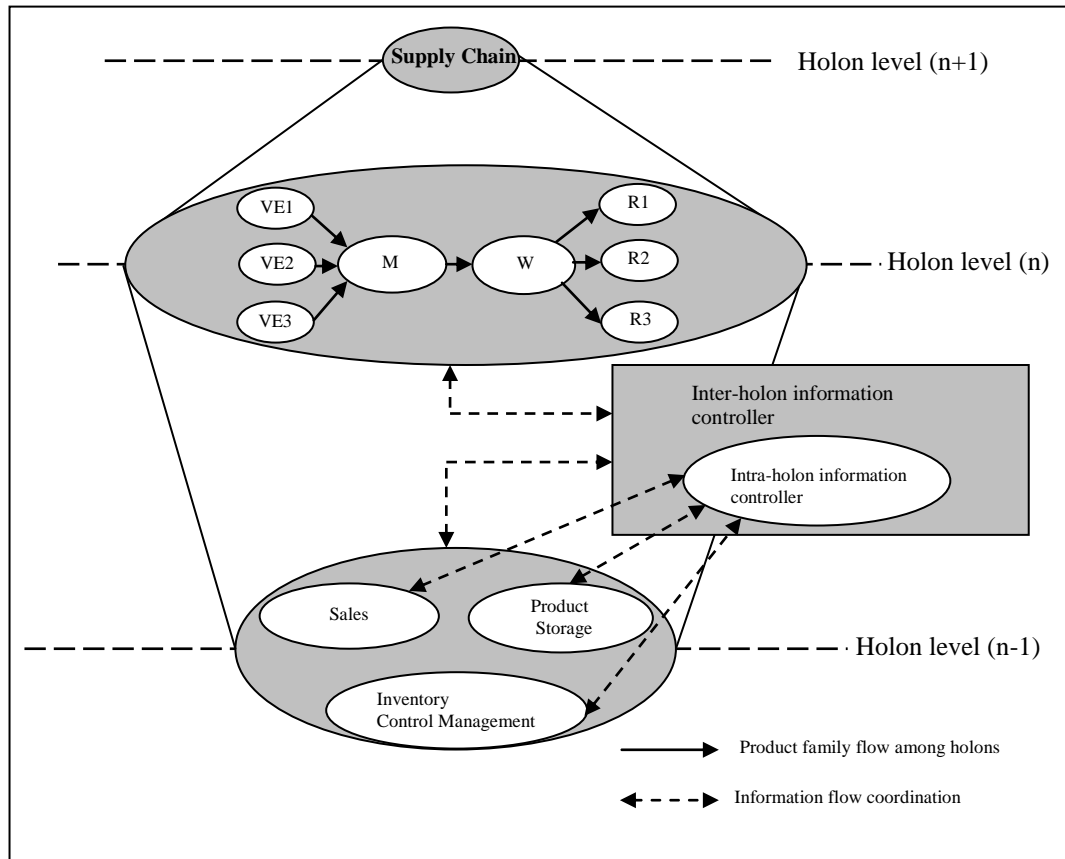 Supply Chain
Holon level (n+1)
VE1
R1
VE2
M
W
R2
Holon level (n)
VE3
R3
Inter-holon information
controller
Intra-holon information
controller
Sales
Product
Storage
Holon level (n-1)
Inventory
Control Management
Product family flow among holons
Information flow coordination